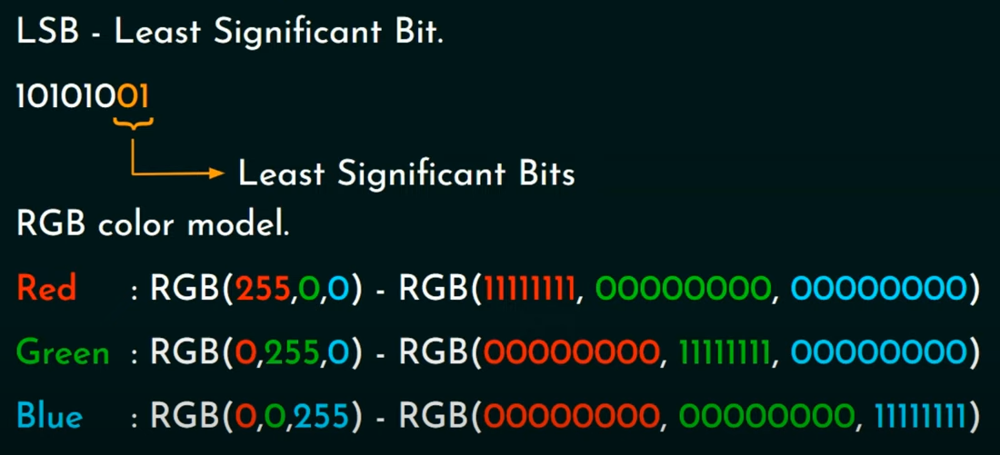 LSB - Least Significant Bit.
10101001
Least Significant Bits
RGB color model.
Red : RGB(255,0,0) - RGB(11111111, 00000000, 00000000)
Green : RGB(0,255,0) - RGB(00000000, 11111111, 00000000)
Blue : RGB(0,0,255) - RGB(00000000, 00000000, 11111111)